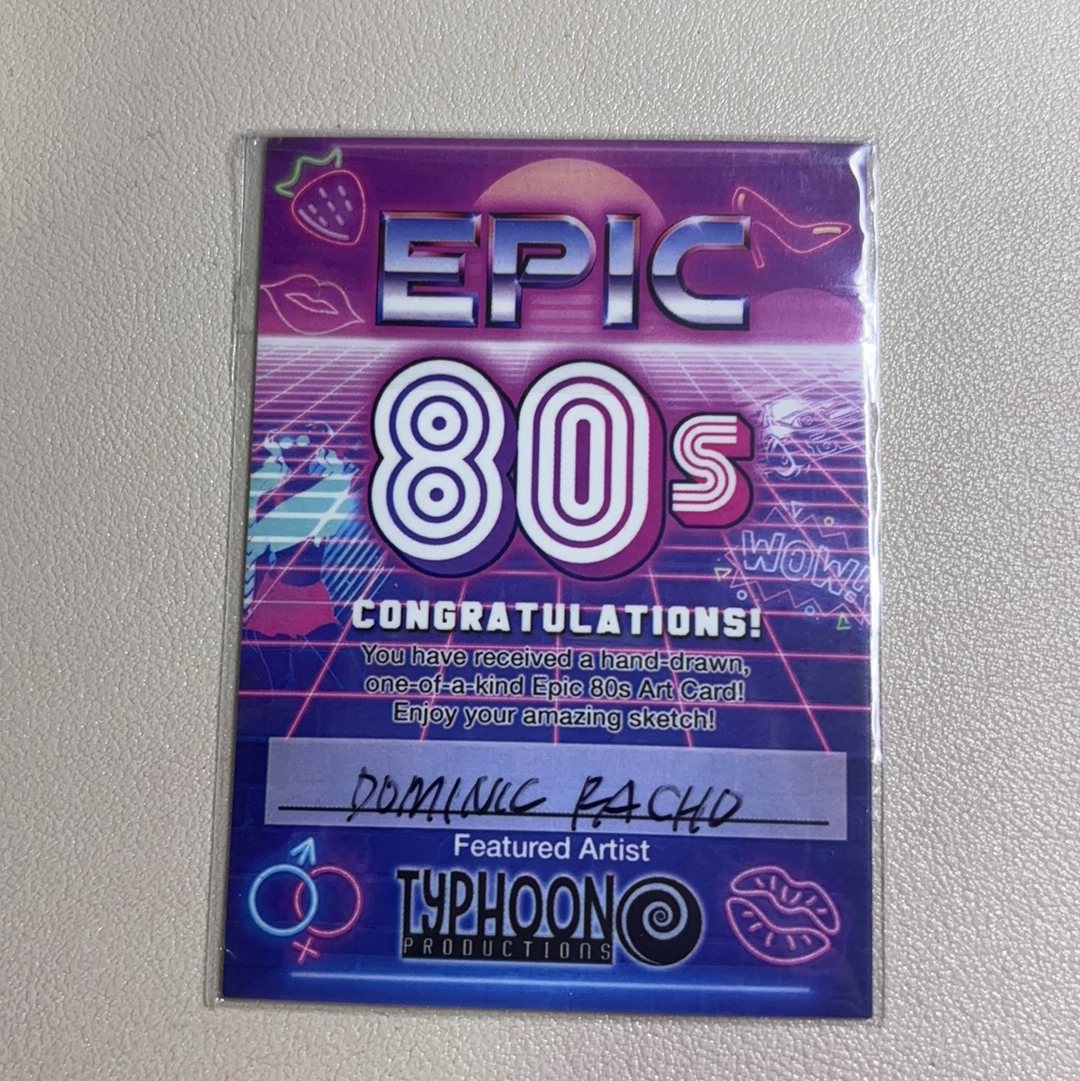 EPIC
80s
CONGRATULATIONS!
You have received a hand-drawn,
one-of-a-kind Epic 80s Art Card!
Enjoy your amazing sketch!
DOMINIC RACHO
Featured Artist
TYPHOON
PRODUCTIONS
WOW!